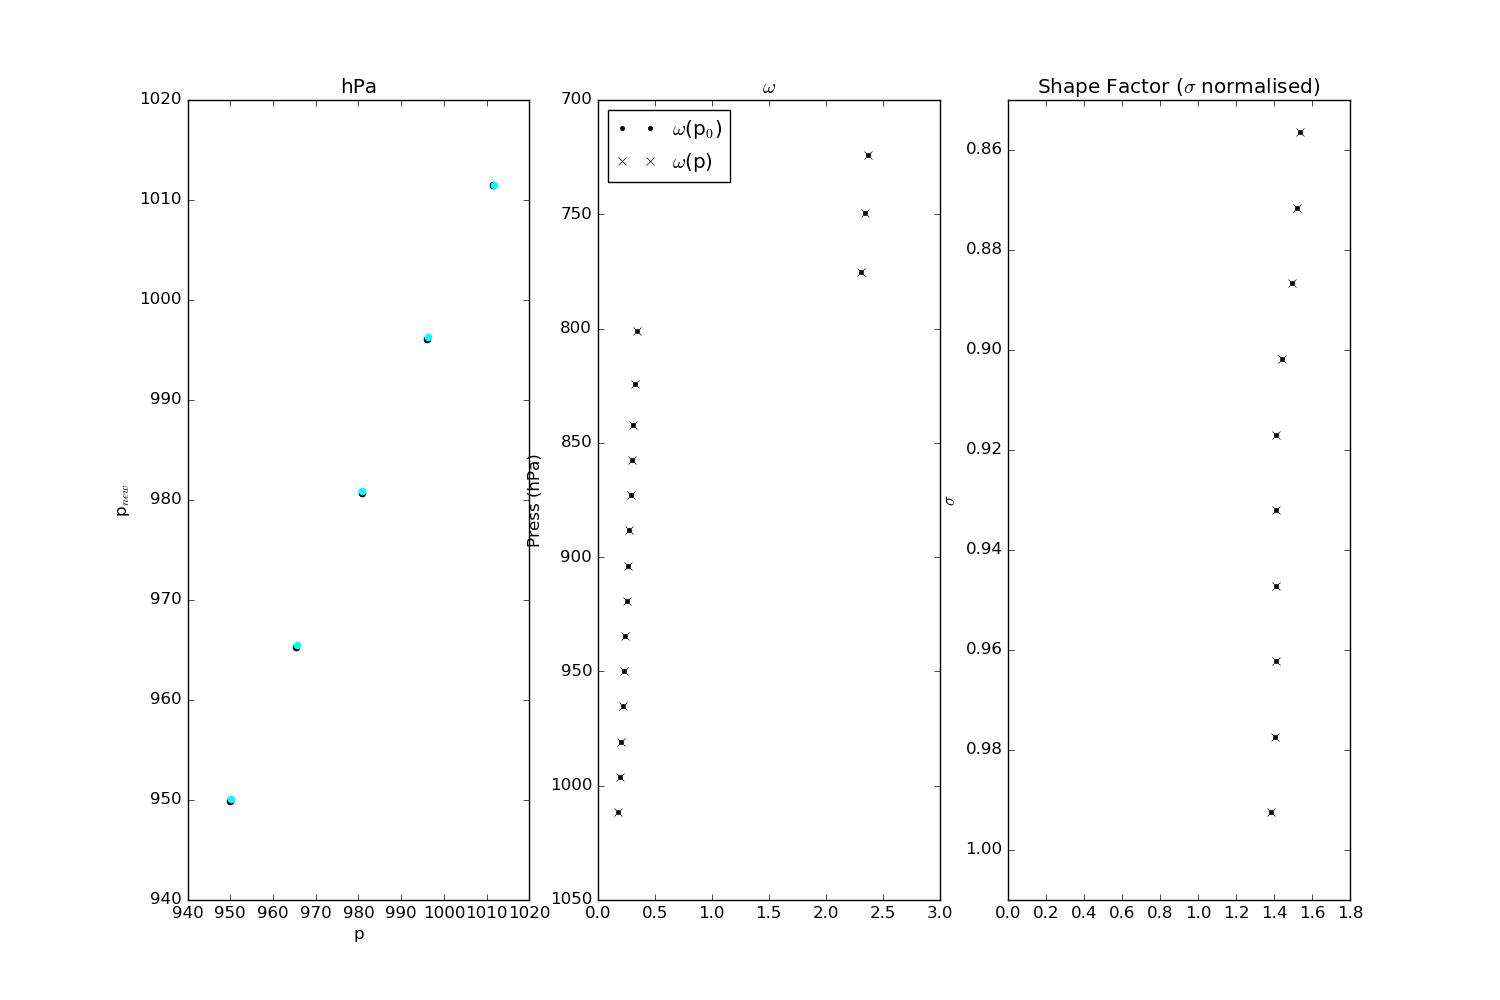 hPa
1020
1010
1000
990
980
970
960
950
940
940 950 960 970 980 990 1000 1010 1020
p
pₙₑw
ω
700
750
800
850
900
950
1000
1050
0.0 0.5 1.0 1.5 2.0 2.5 3.0
Press (hPa)
ω(p₀)
ω(p)
Shape Factor (σ normalised)
0.86
0.88
0.90
0.92
0.94
0.96
0.98
1.00
0.0 0.2 0.4 0.6 0.8 1.0 1.2 1.4 1.6 1.8
σ